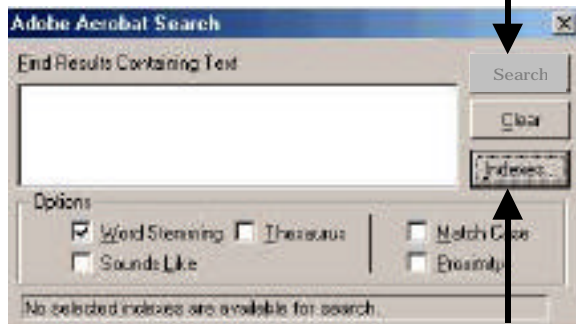 Adobe Acrobat Search
Find Results Containing Text
Search
Clear
Indexes...
Options
Word Stemming Thesaurus Match Case
Sounds Like Proximity
No selected indexes are available for search.